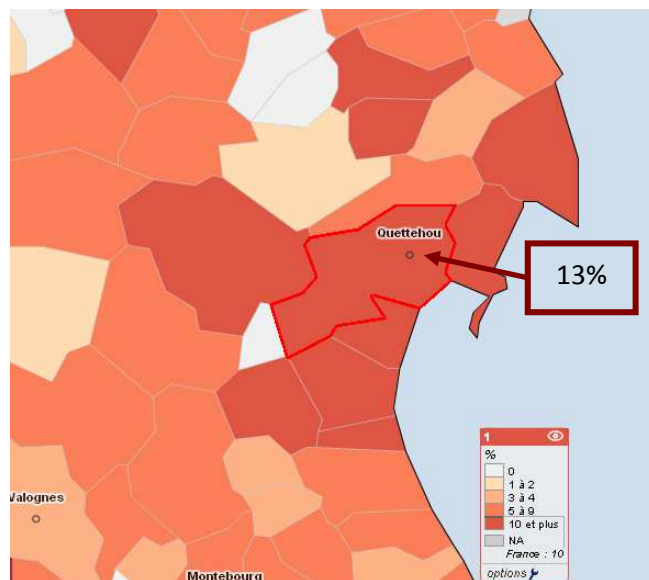 Quettehou
13%
1
%
0
1 à 2
3 à 4
5 à 9
10 et plus
NA
France : 10
options
Valognes
Montebourg